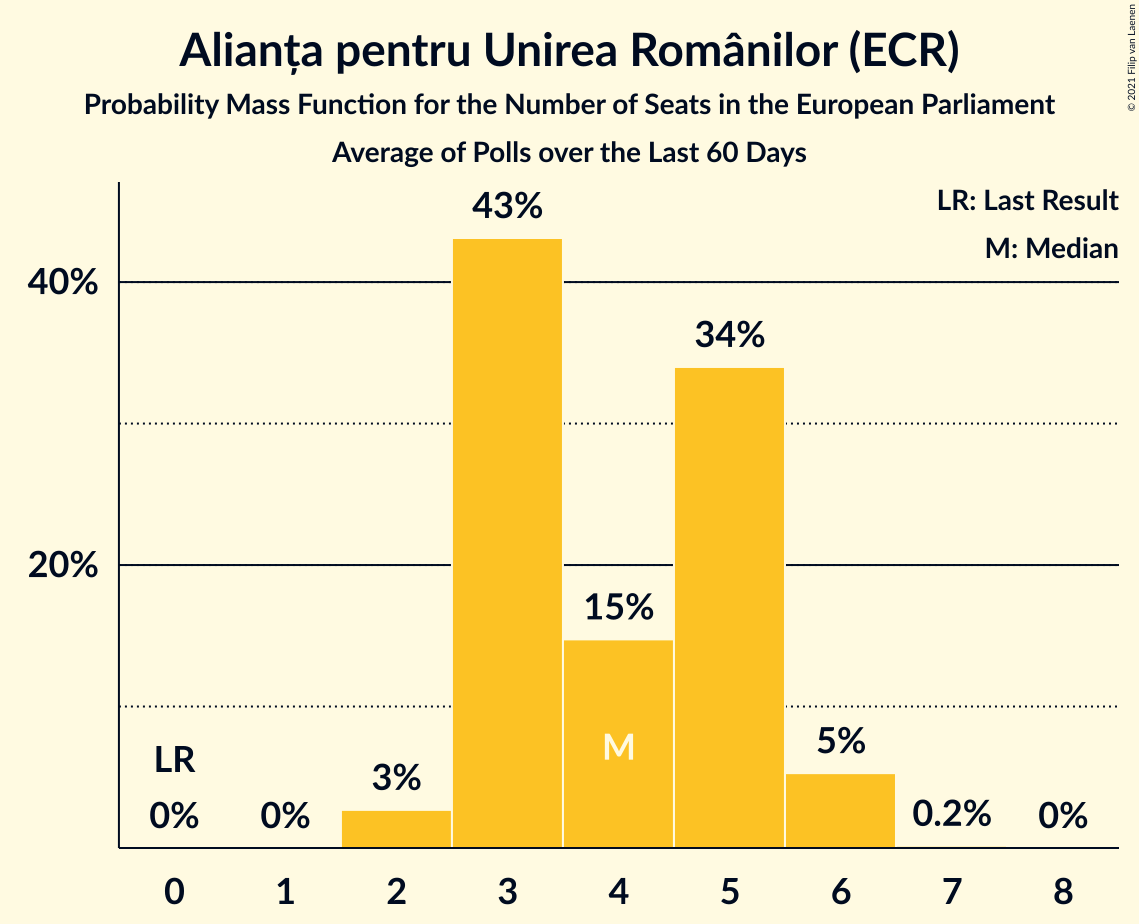 Alianța pentru Unirea Românilor (ECR)
Probability Mass Function for the Number of Seats in the European Parliament
Average of Polls over the Last 60 Days
© 2021 Filip van Laenen
LR: Last Result
M: Median
43%
40%
34%
20%
15%
M
LR
0%
0%
3%
5%
0.2%
0%
0 1 2 3 4 5 6 7 8